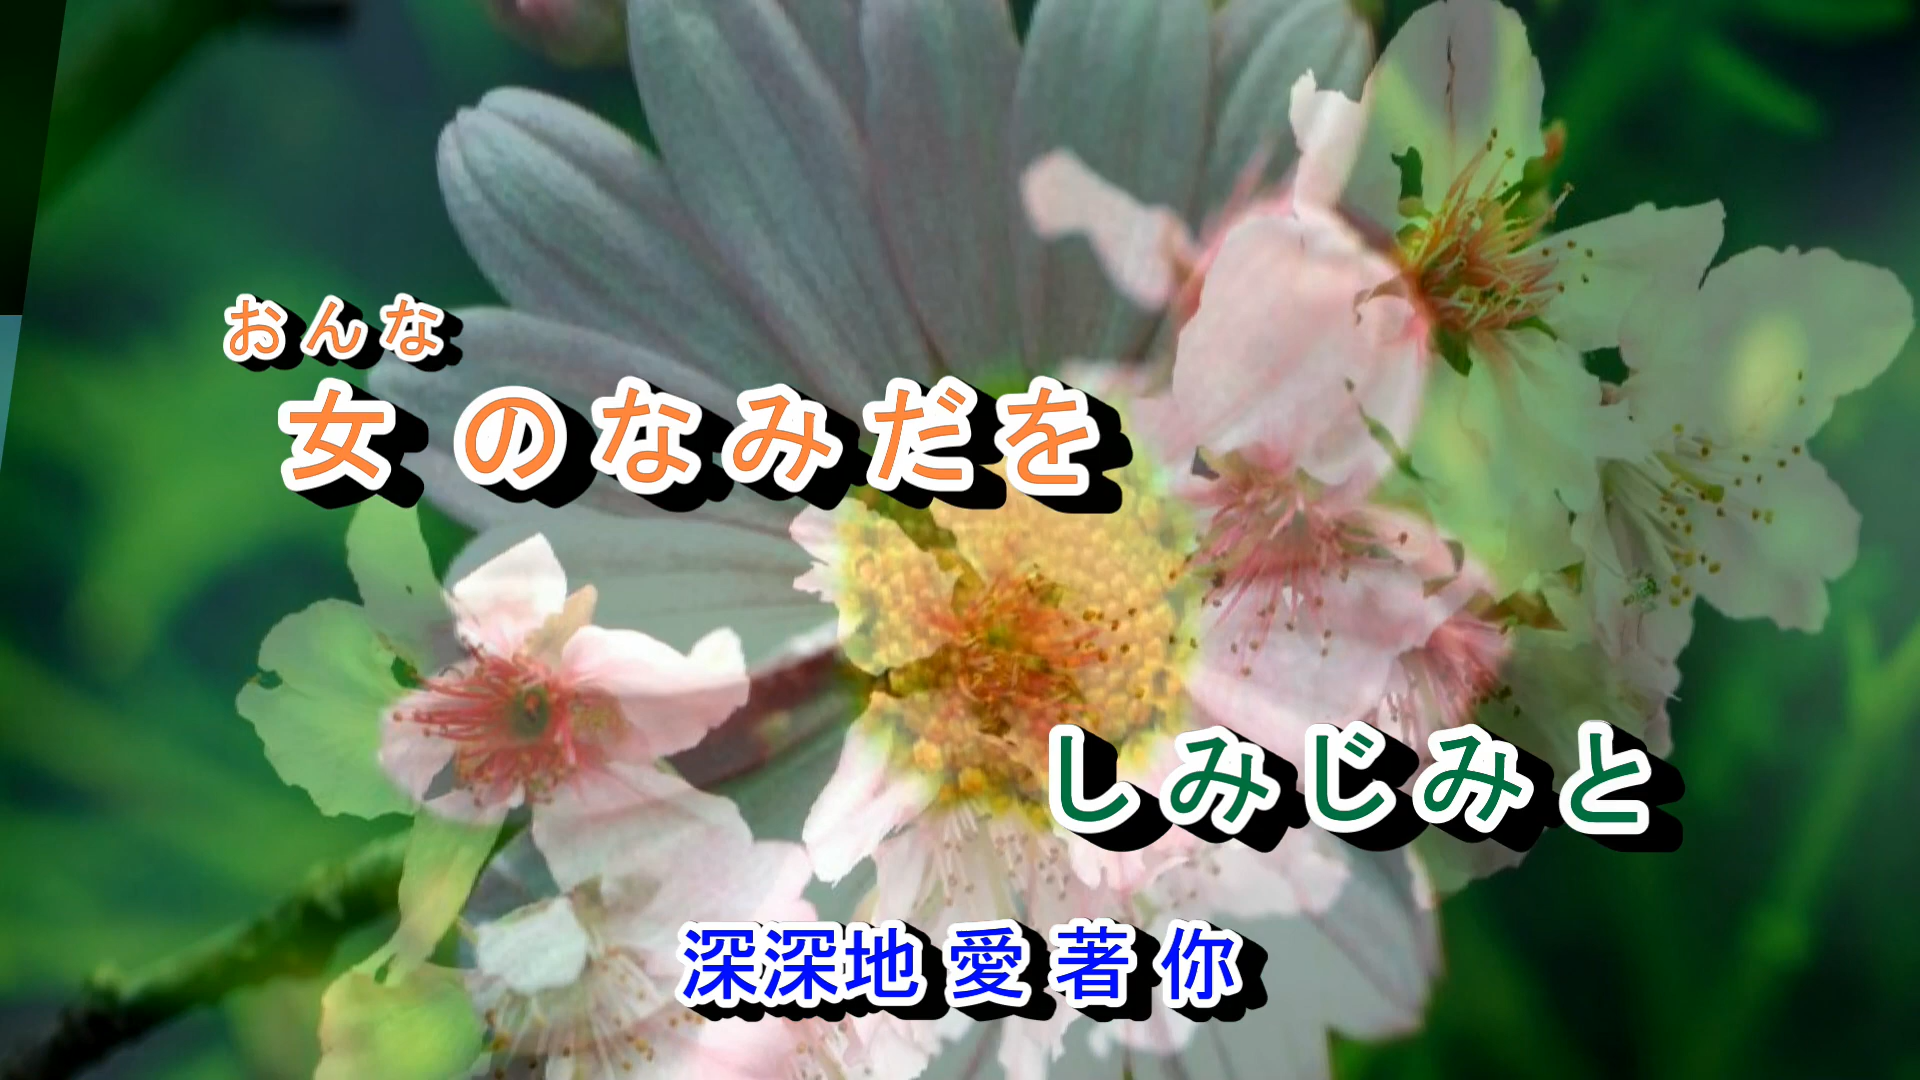 おんな
女のなみだを
しみじみと
深深地 愛 著 你